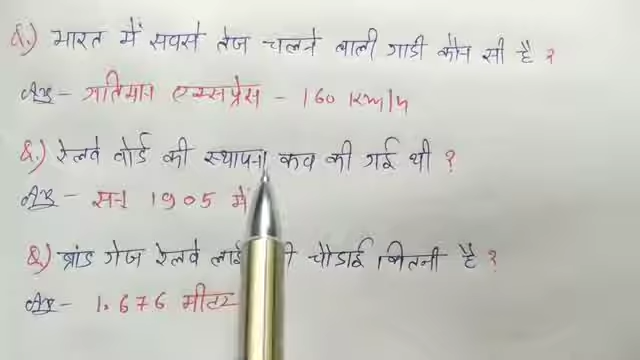 Q.) भारत में सबसे तेज चलने वाली गाडी कौन सी है ?
Ans - गतिमान एक्सप्रेस - 160 Km/h
Q.) रेलवे बोर्ड की स्थापना कब की गई थी ?
Ans - सन् 1905 में
Q.) ब्रांड गेज रेलवे की चौडाई कितनी है ?
Ans - 1.676 मीटर